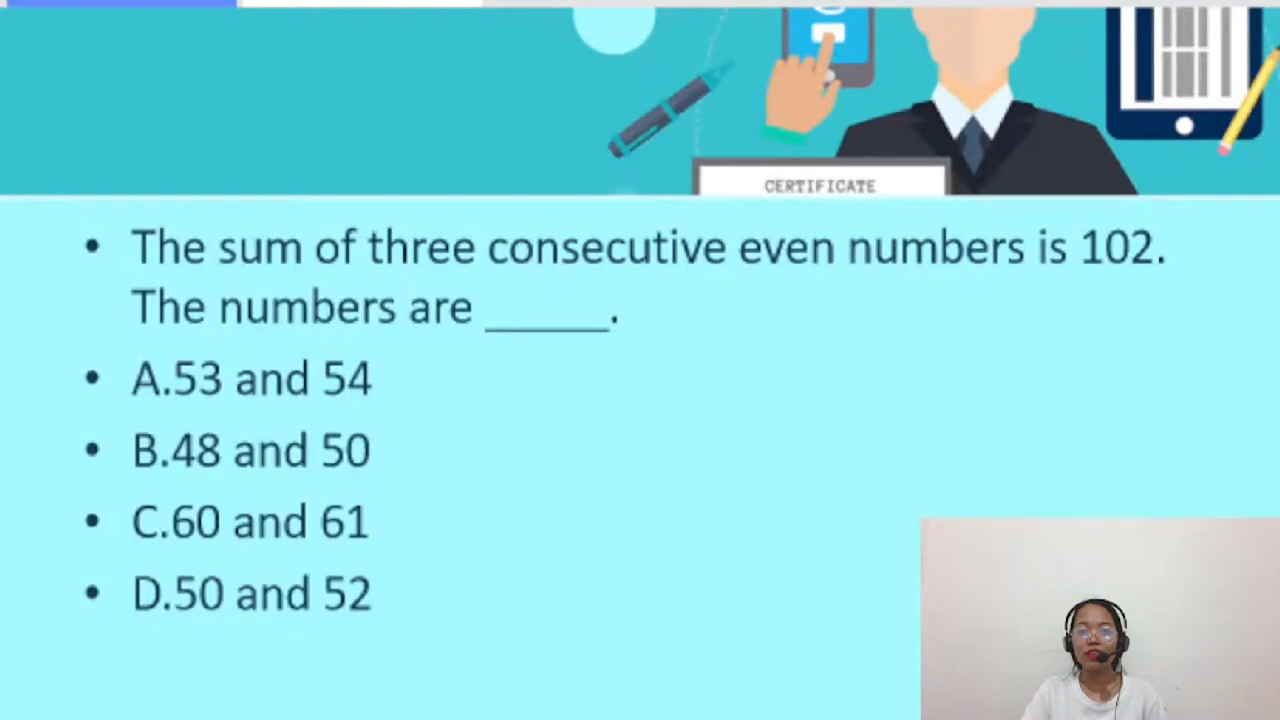 CERTIFICATE
• The sum of three consecutive even numbers is 102.
The numbers are _____.
• A.53 and 54
• B.48 and 50
• C.60 and 61
• D.50 and 52